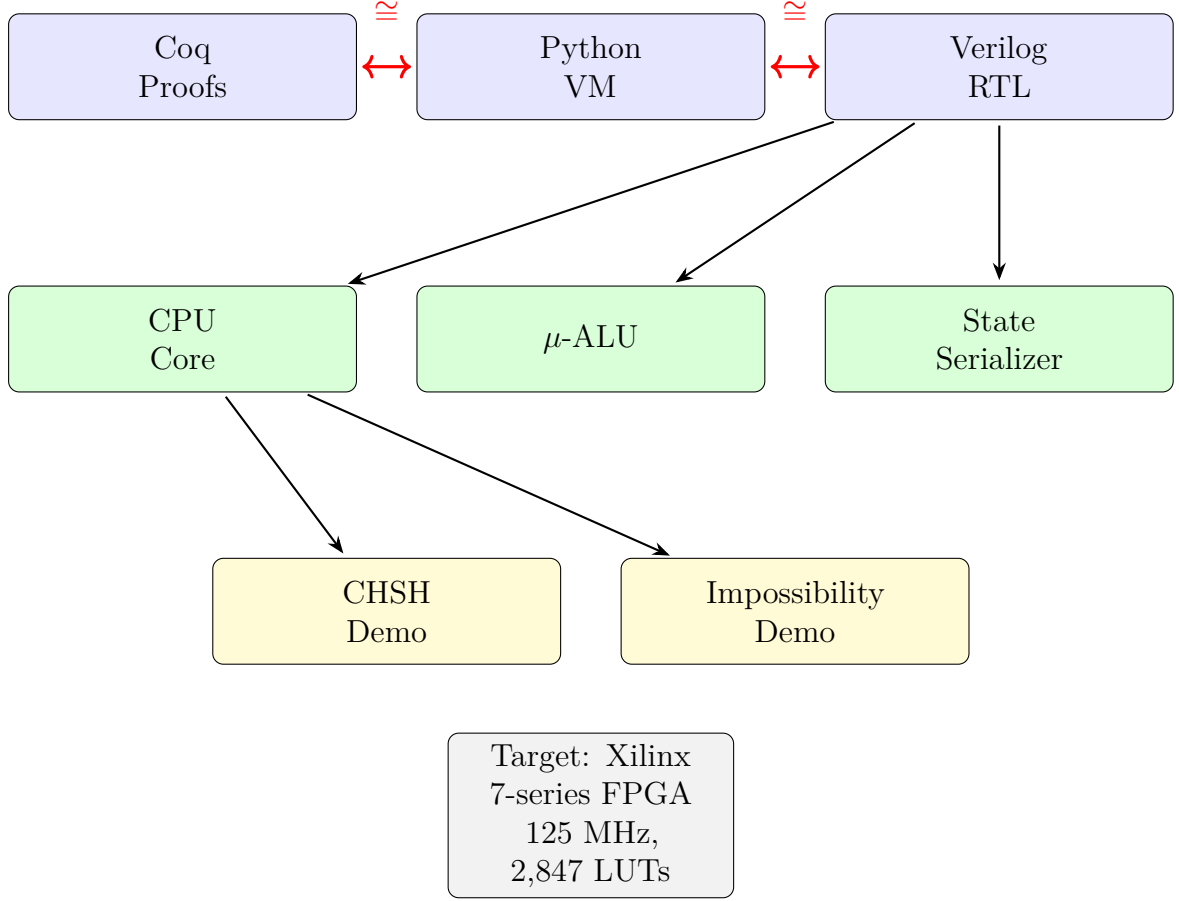 ≅ ≅
Coq
Proofs
Python
VM
Verilog
RTL
CPU
Core
μ-ALU
State
Serializer
CHSH
Demo
Impossibility
Demo
Target: Xilinx
7-series FPGA
125 MHz,
2,847 LUTs